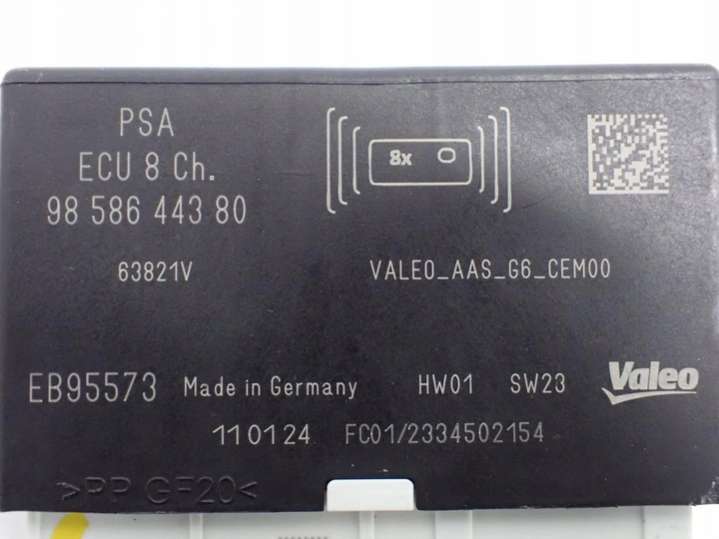 PSA
ECU 8 Ch.
98 586 443 80
8x
63821V
VALEO_AAS_G6_CEM00
EB95573 Made in Germany HW01 SW23 Valeo
110124 FC01/2334502154
>PP GF20<